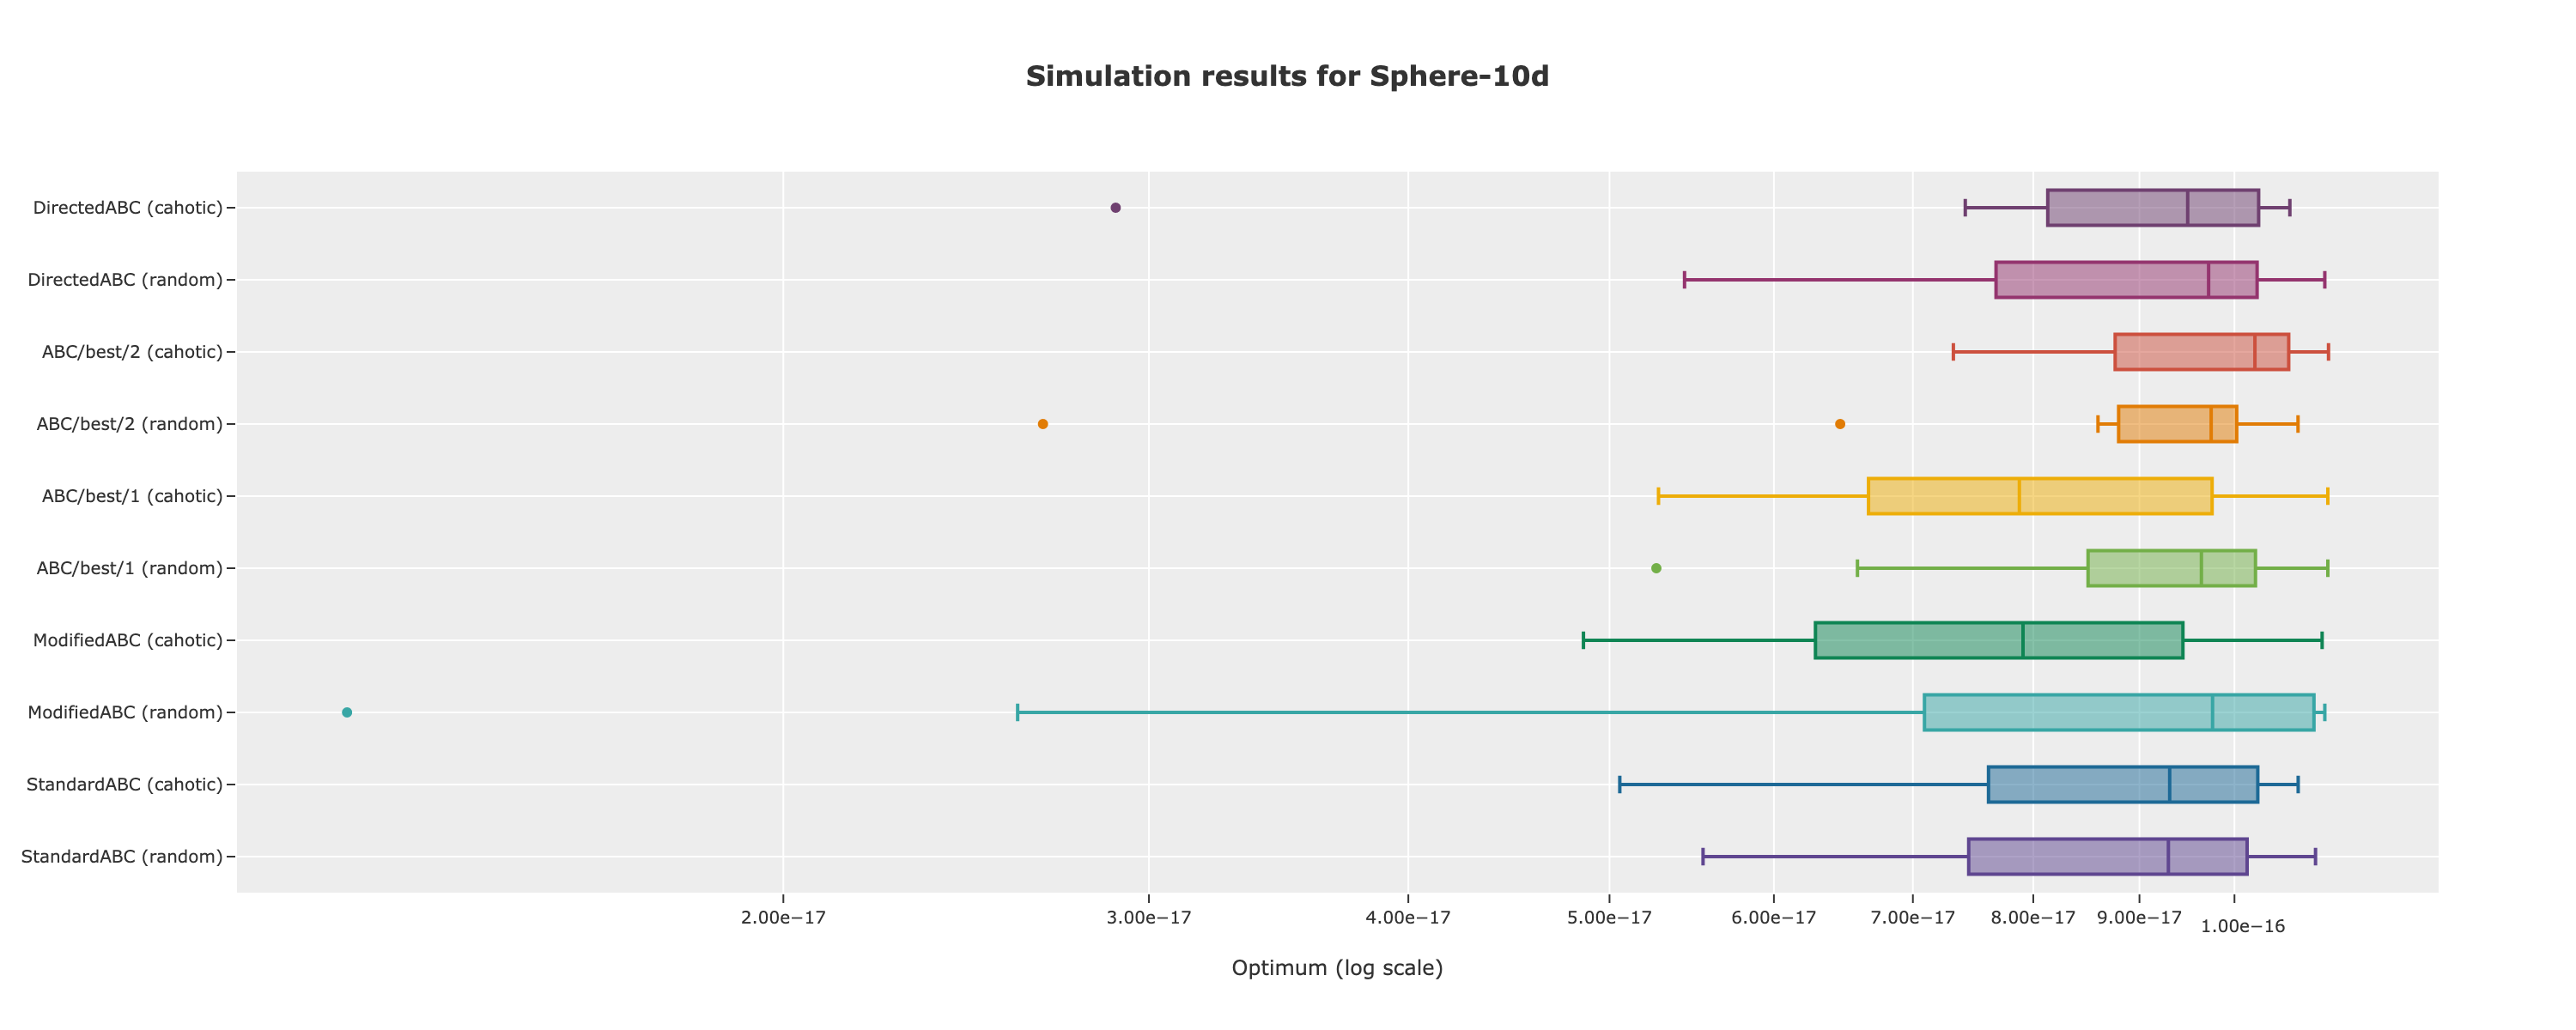 Simulation results for Sphere-10d
DirectedABC (cahotic)
DirectedABC (random)
ABC/best/2 (cahotic)
ABC/best/2 (random)
ABC/best/1 (cahotic)
ABC/best/1 (random)
ModifiedABC (cahotic)
ModifiedABC (random)
StandardABC (cahotic)
StandardABC (random)
2.00e−17 3.00e−17 4.00e−17 5.00e−17 6.00e−17 7.00e−17 8.00e−17 9.00e−17 1.00e−16
Optimum (log scale)